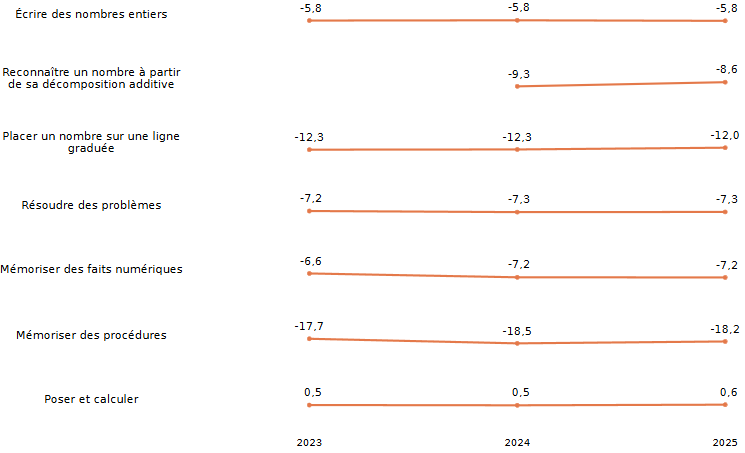 Écrire des nombres entiers
-5,8
-5,8
-5,8
Reconnaître un nombre à partir
de sa décomposition additive
-9,3
-8,6
Placer un nombre sur une ligne
graduée
-12,3
-12,3
-12,0
Résoudre des problèmes
-7,2
-7,3
-7,3
Mémoriser des faits numériques
-6,6
-7,2
-7,2
Mémoriser des procédures
-17,7
-18,5
-18,2
Poser et calculer
0,5
0,5
0,6
2023
2024
2025